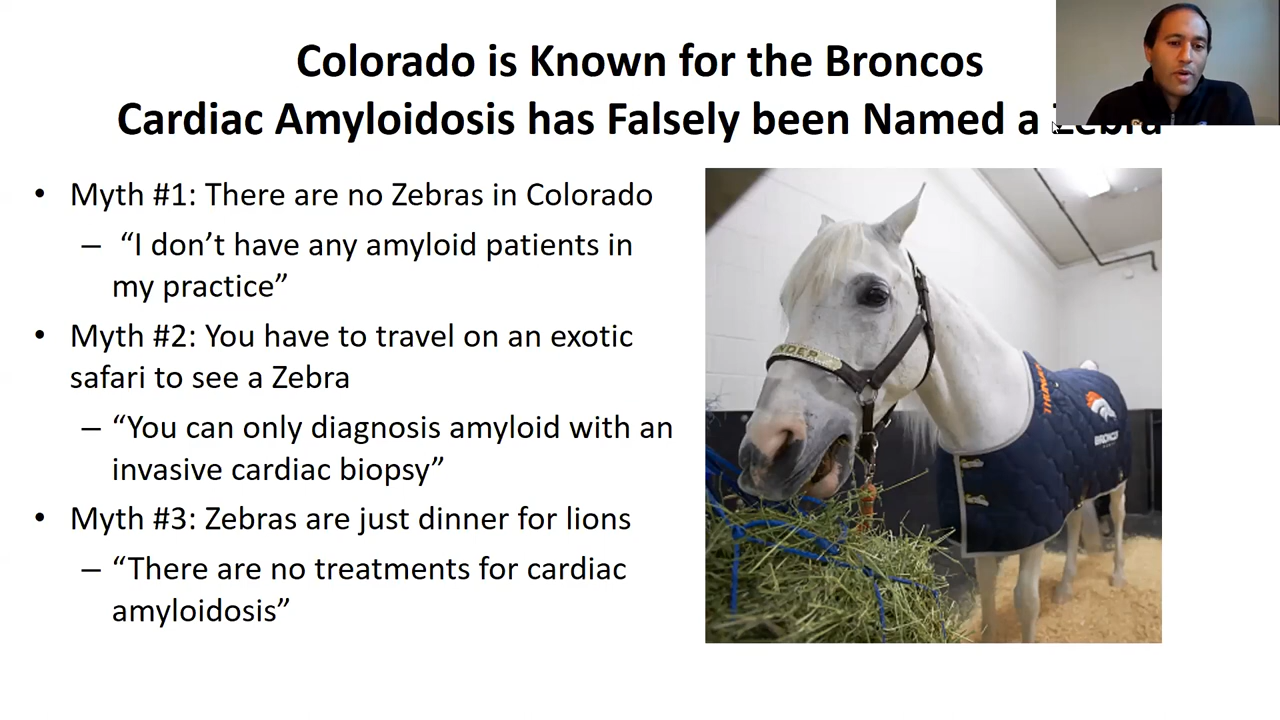 Colorado is Known for the Broncos
Cardiac Amyloidosis has Falsely been Named a
• Myth #1: There are no Zebras in Colorado
– “I don’t have any amyloid patients in
my practice”
• Myth #2: You have to travel on an exotic
safari to see a Zebra
– “You can only diagnosis amyloid with an
invasive cardiac biopsy”
• Myth #3: Zebras are just dinner for lions
– “There are no treatments for cardiac
amyloidosis”
BRONCOS